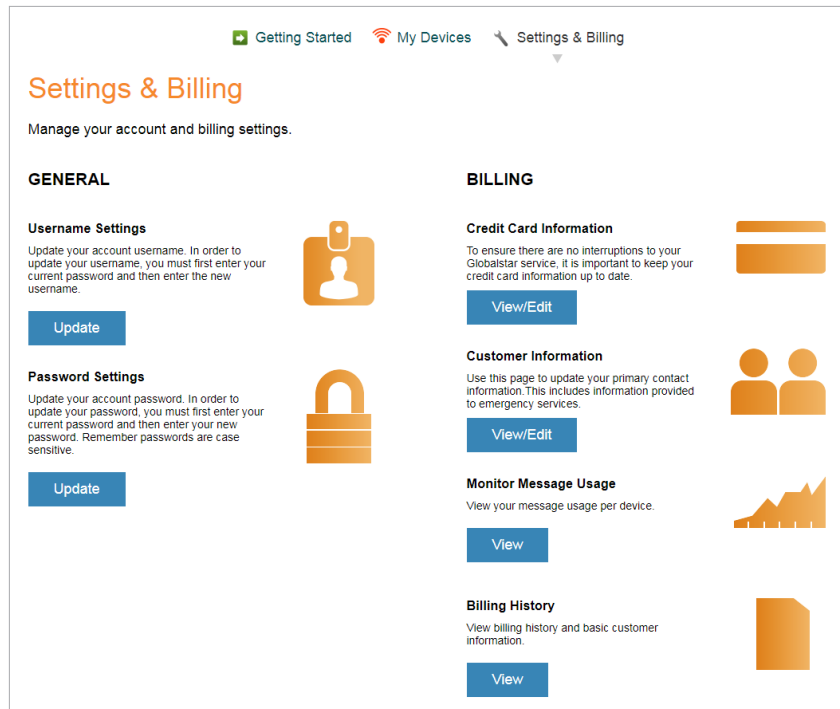 Getting Started My Devices Settings & Billing
Settings & Billing
Manage your account and billing settings.
GENERAL
Username Settings
Update your account username. In order to
update your username, you must first enter your
current password and then enter the new
username.
Update
Password Settings
Update your account password. In order to
update your password, you must first enter your
current password and then enter your new
password. Remember passwords are case
sensitive.
Update
BILLING
Credit Card Information
To ensure there are no interruptions to your
Globalstar service, it is important to keep your
credit card information up to date.
View/Edit
Customer Information
Use this page to update your primary contact
information.This includes information provided
to emergency services.
View/Edit
Monitor Message Usage
View your message usage per device.
View
Billing History
View billing history and basic customer
information.
View